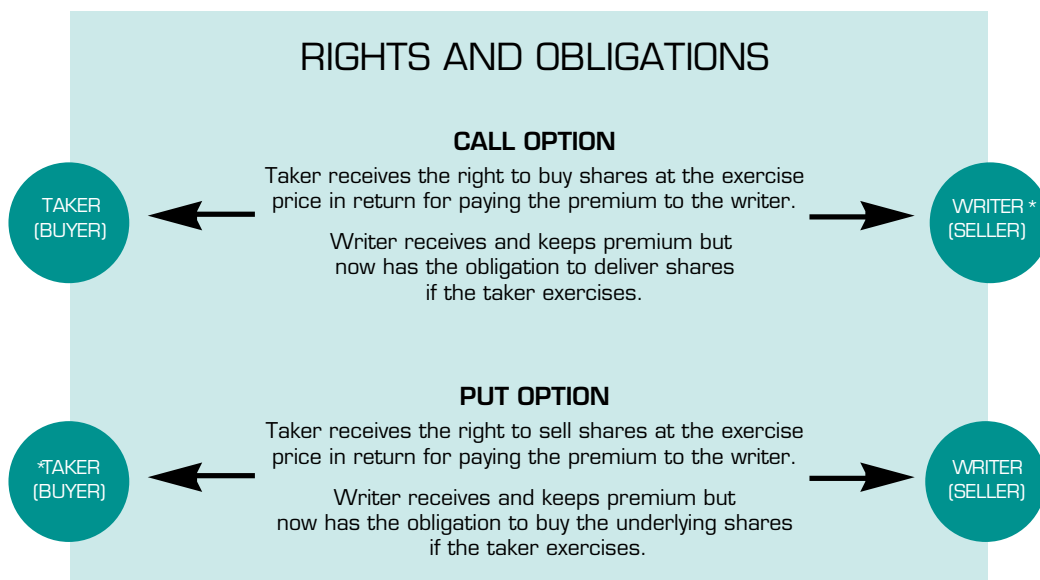 RIGHTS AND OBLIGATIONS
CALL OPTION
Taker receives the right to buy shares at the exercise
price in return for paying the premium to the writer.
Writer receives and keeps premium but
now has the obligation to deliver shares
if the taker exercises.
TAKER
(BUYER)
WRITER *
(SELLER)
PUT OPTION
Taker receives the right to sell shares at the exercise
price in return for paying the premium to the writer.
Writer receives and keeps premium but
now has the obligation to buy the underlying shares
if the taker exercises.
*TAKER
(BUYER)
WRITER
(SELLER)